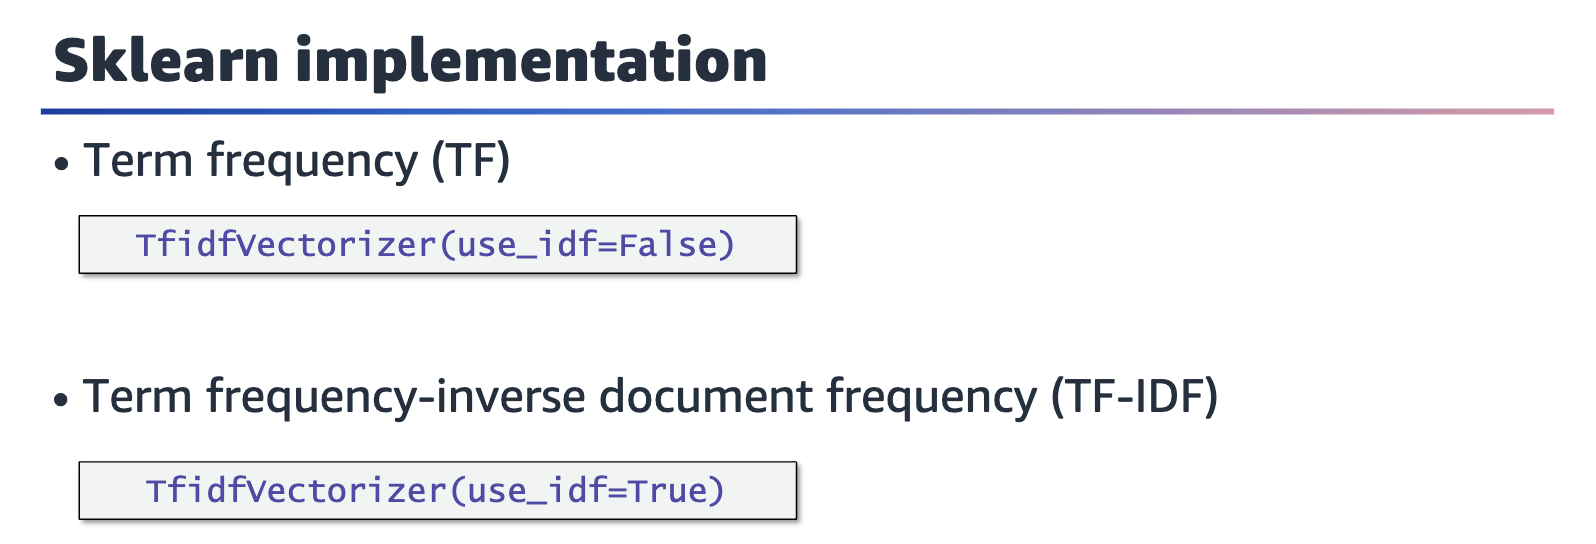 Sklearn implementation
• Term frequency (TF)
TfidfVectorizer(use_idf=False)
• Term frequency-inverse document frequency (TF-IDF)
TfidfVectorizer(use_idf=True)